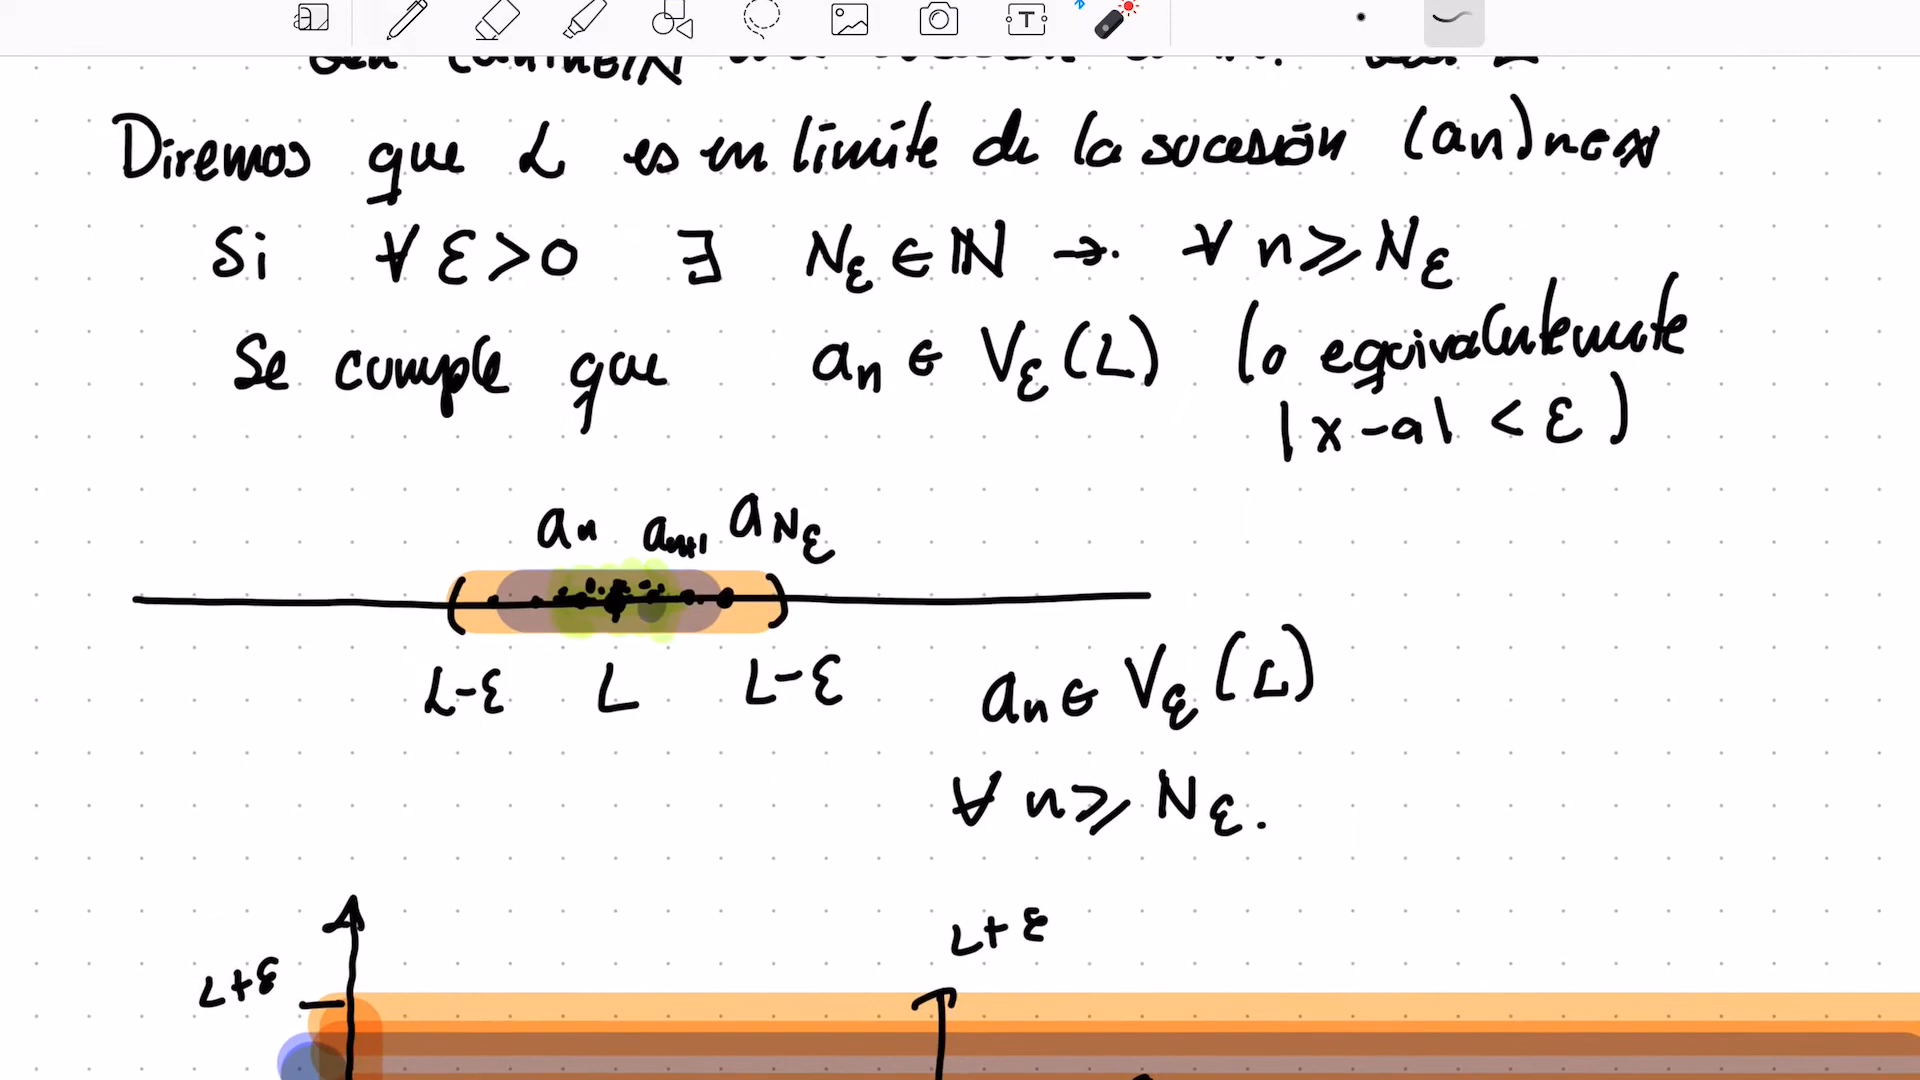 Diremos que L es un límite de la sucesión (an)n∈N
Si ∀ ε>0 ∃ Nε ∈ ℕ →. ∀ n ≥ Nε
Se cumple que an ∈ Vε(L) (o equivalentemente
|x-a| < ε)
an an+1 aNε
L-ε L L-ε
an ∈ Vε(L)
∀ n ≥ Nε.
L+ε L+ε